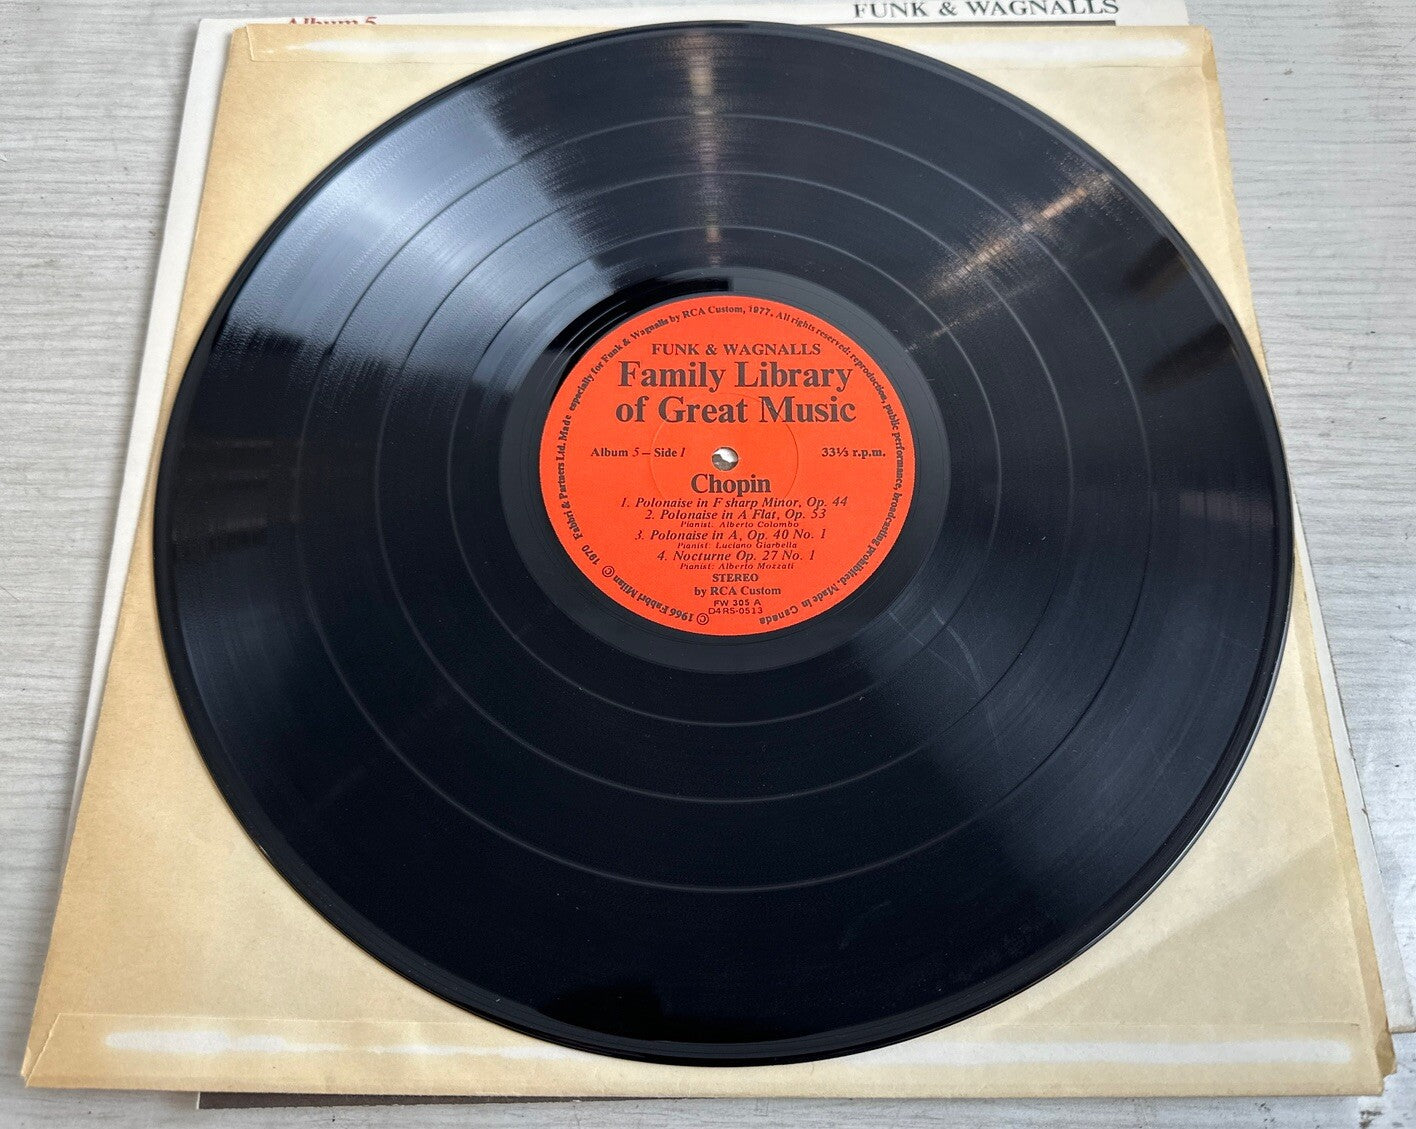 Album 5
FUNK & WAGNALLS
© 1966 Fabbri Milan © 1970 Fabbri & Partners Ltd. Made especially for Funk & Wagnalls by RCA Custom, 1977. All rights reserved: reproduction, public performance, broadcasting prohibited. Made in Canada
FUNK & WAGNALLS
Family Library
of Great Music
Album 5 – Side 1
33⅓ r.p.m.
Chopin
1. Polonaise in F sharp Minor, Op. 44
2. Polonaise in A Flat, Op. 53
Pianist: Alberto Colombo
3. Polonaise in A, Op. 40 No. 1
Pianist: Luciano Giarbella
4. Nocturne Op. 27 No. 1
Pianist: Alberto Mozzati
STEREO
by RCA Custom
FW 305 A
D4RS-0513